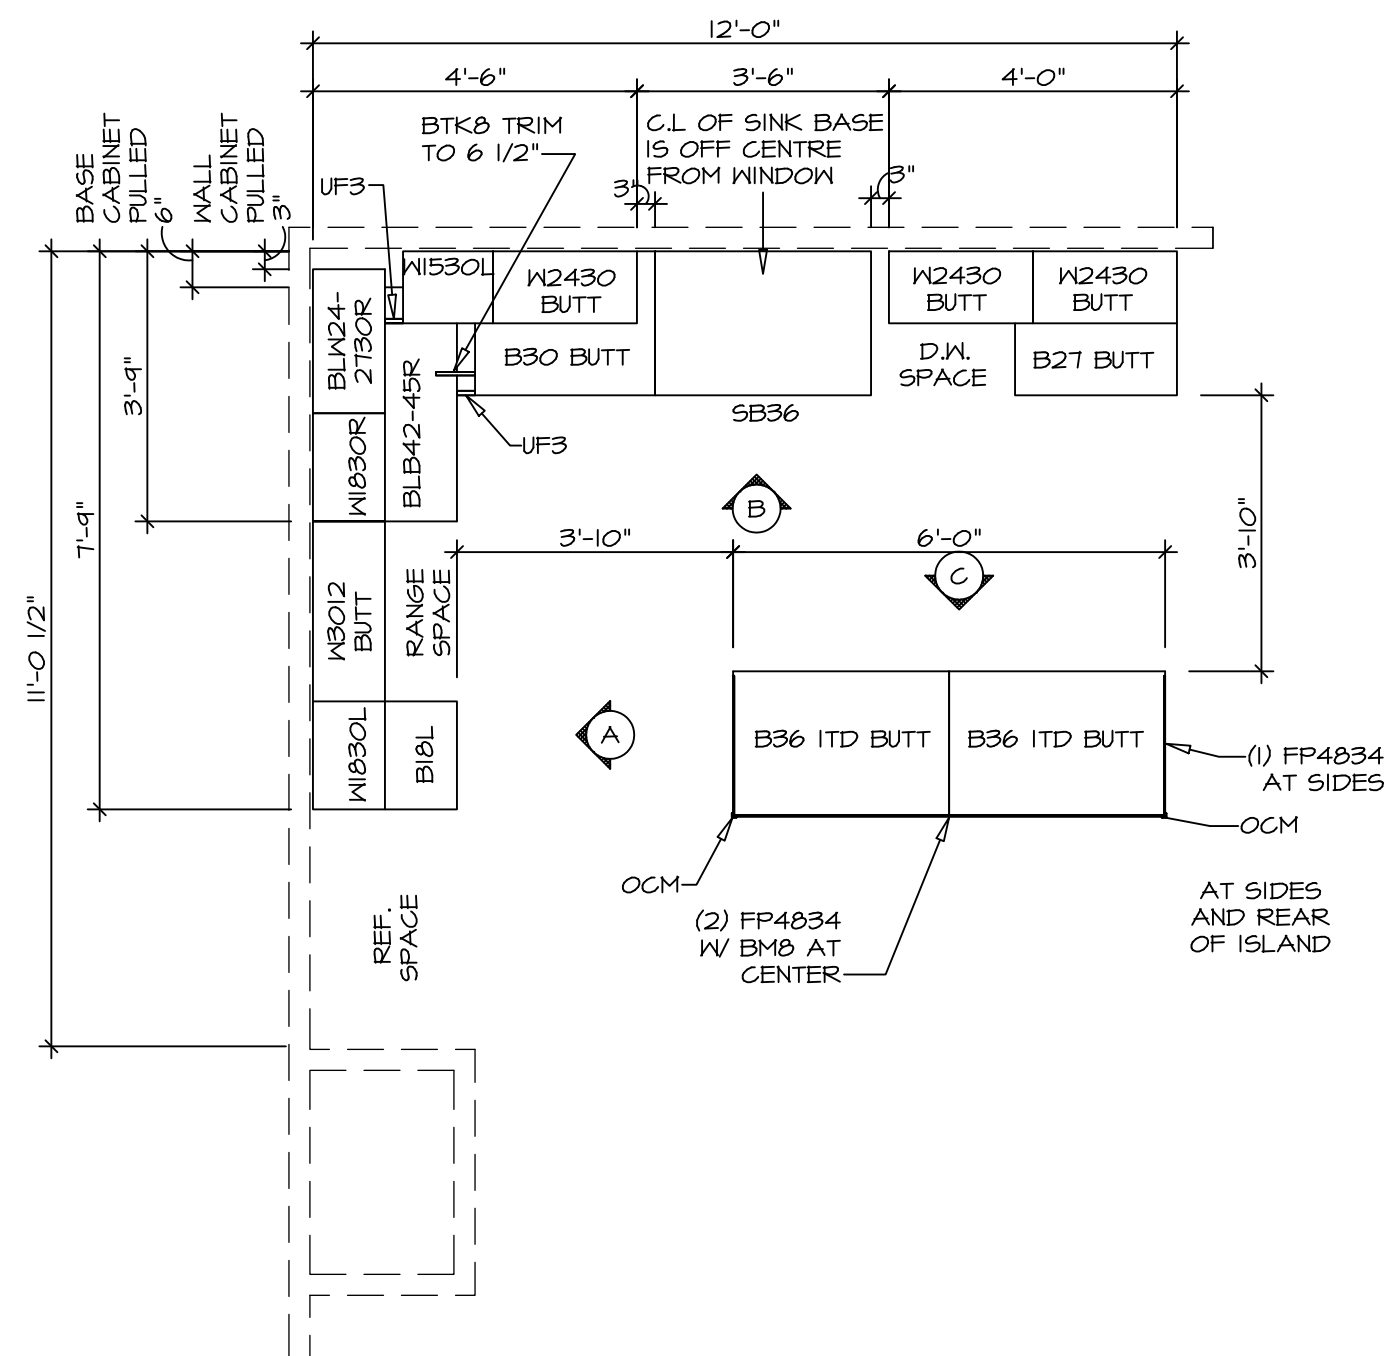 12'-0"
4'-6"
3'-6"
4'-0"
BTK8 TRIM
TO 6 1/2"
C.L OF SINK BASE
IS OFF CENTRE
FROM WINDOW
BASE
CABINET
PULLED
6"
WALL
CABINET
PULLED
3"
UF3
3"
3"
W1530L
W2430
BUTT
W2430
BUTT
W2430
BUTT
BLW24-
2730R
B30 BUTT
D.W.
SPACE
B27 BUTT
SB36
BLB42-45R
W1830R
UF3
3'-9"
7'-9"
11'-0 1/2"
B
3'-10"
6'-0"
3'-10"
C
W3012
BUTT
RANGE
SPACE
W1830L
B18L
A
B36 1TD BUTT
B36 1TD BUTT
(1) FP4834
AT SIDES
OCM
OCM
(2) FP4834
W/ BM8 AT
CENTER
AT SIDES
AND REAR
OF ISLAND
REF.
SPACE